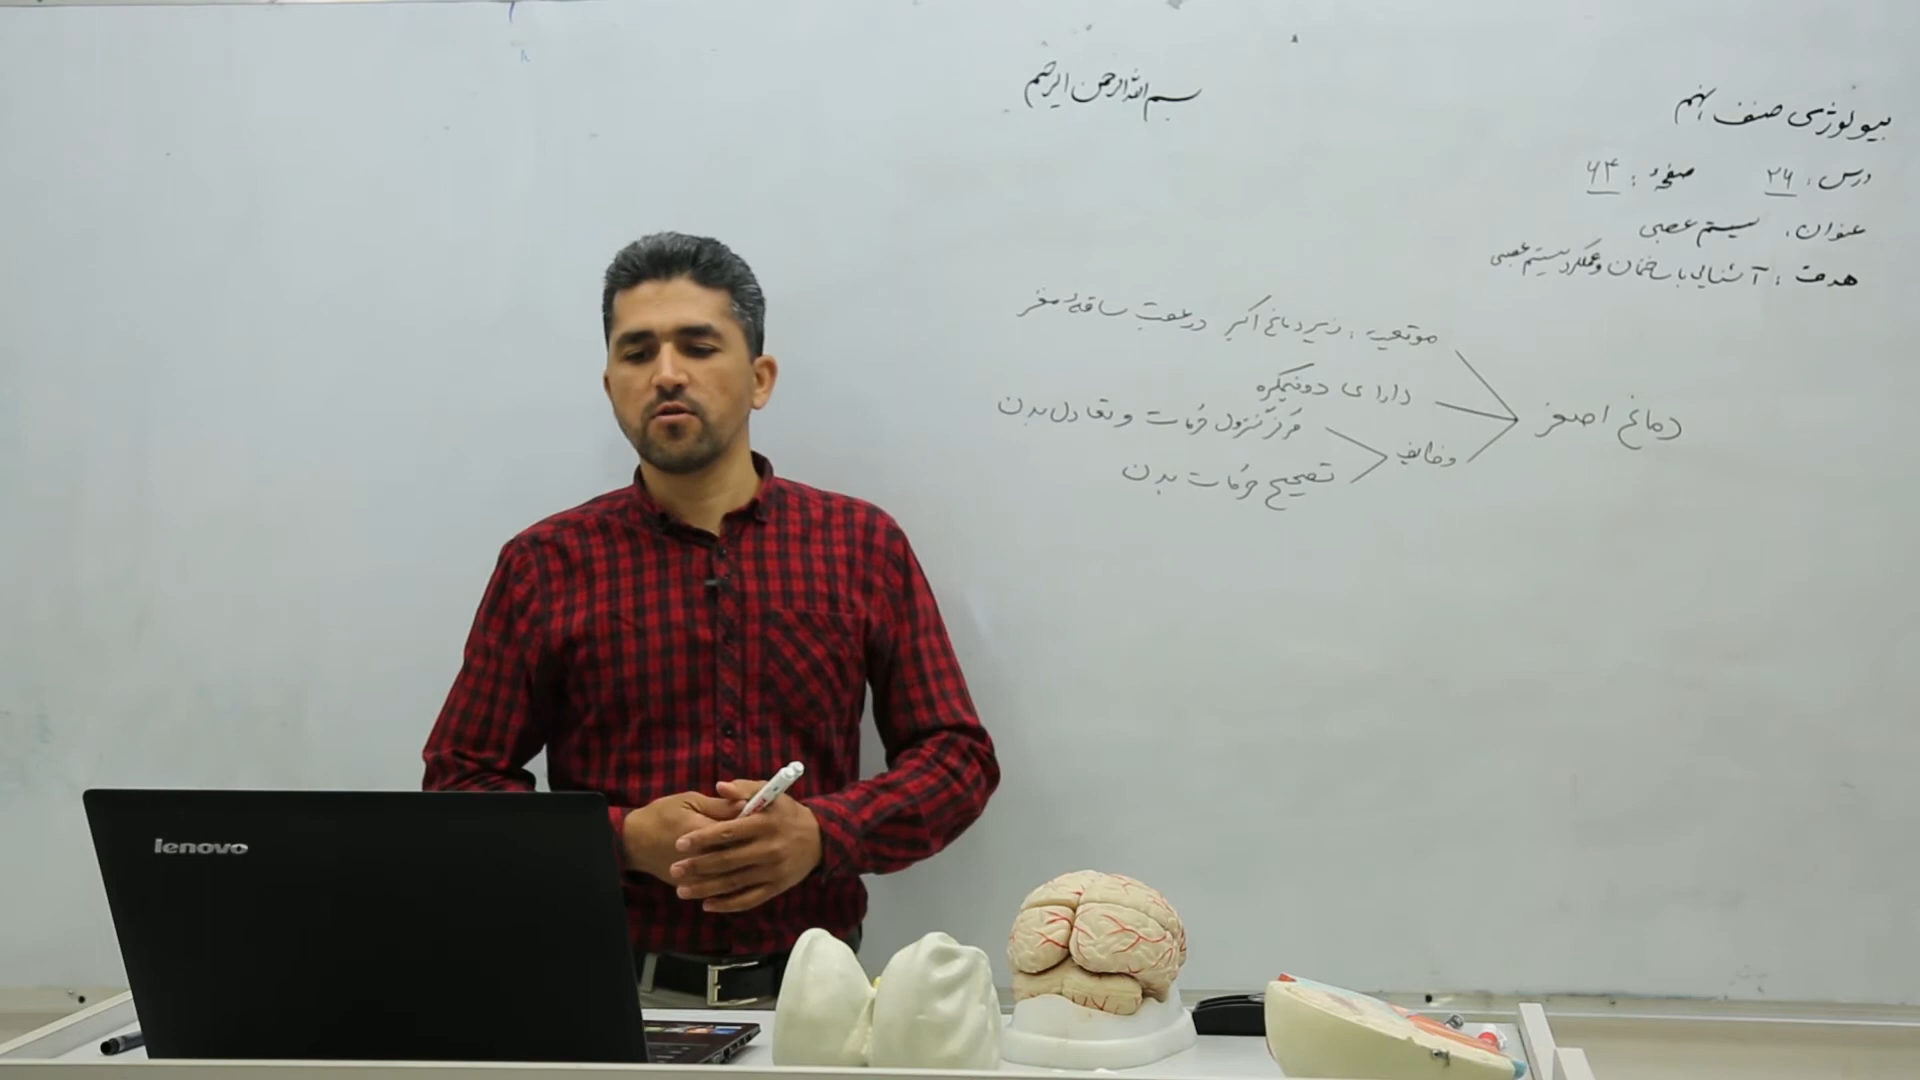 بسم الله الرحمن الرحیم
بیولوژی صنف نهم
درس: ۲۶ صفحهٔ: ۶۴
عنوان: سیستم عصبی
هدف: آشنایی با ساختمان و عملکرد سیستم عصبی
دماغ اصغر
موقعیت: زیر دماغ اکبر در عقب ساقهٔ مغز
دارای دو نیمکره
وظایف
مرکز کنترول حرکات و تعادل بدن
تصحیح حرکات بدن
lenovo